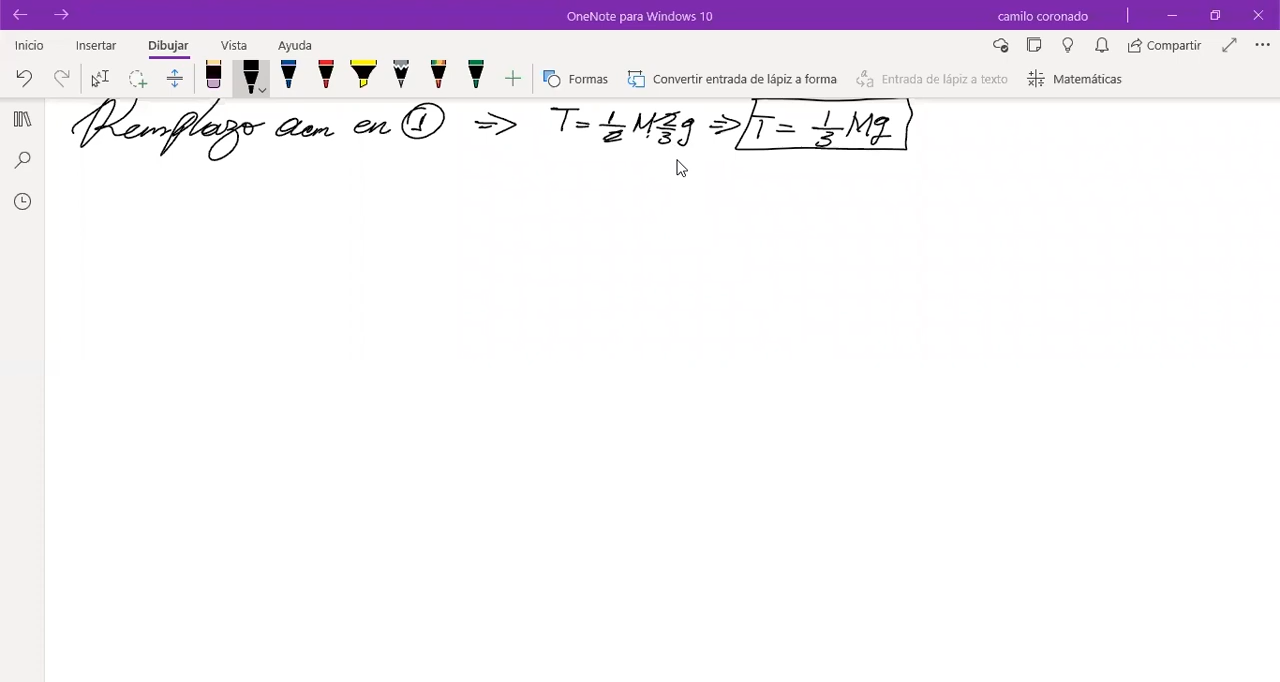 OneNote para Windows 10
camilo coronado
Inicio Insertar Dibujar Vista Ayuda
Compartir
Formas Convertir entrada de lápiz a forma Entrada de lápiz a texto Matemáticas
Remplazo acm en ① => T = 1/2 M 2/3 g => T = 1/3 Mg